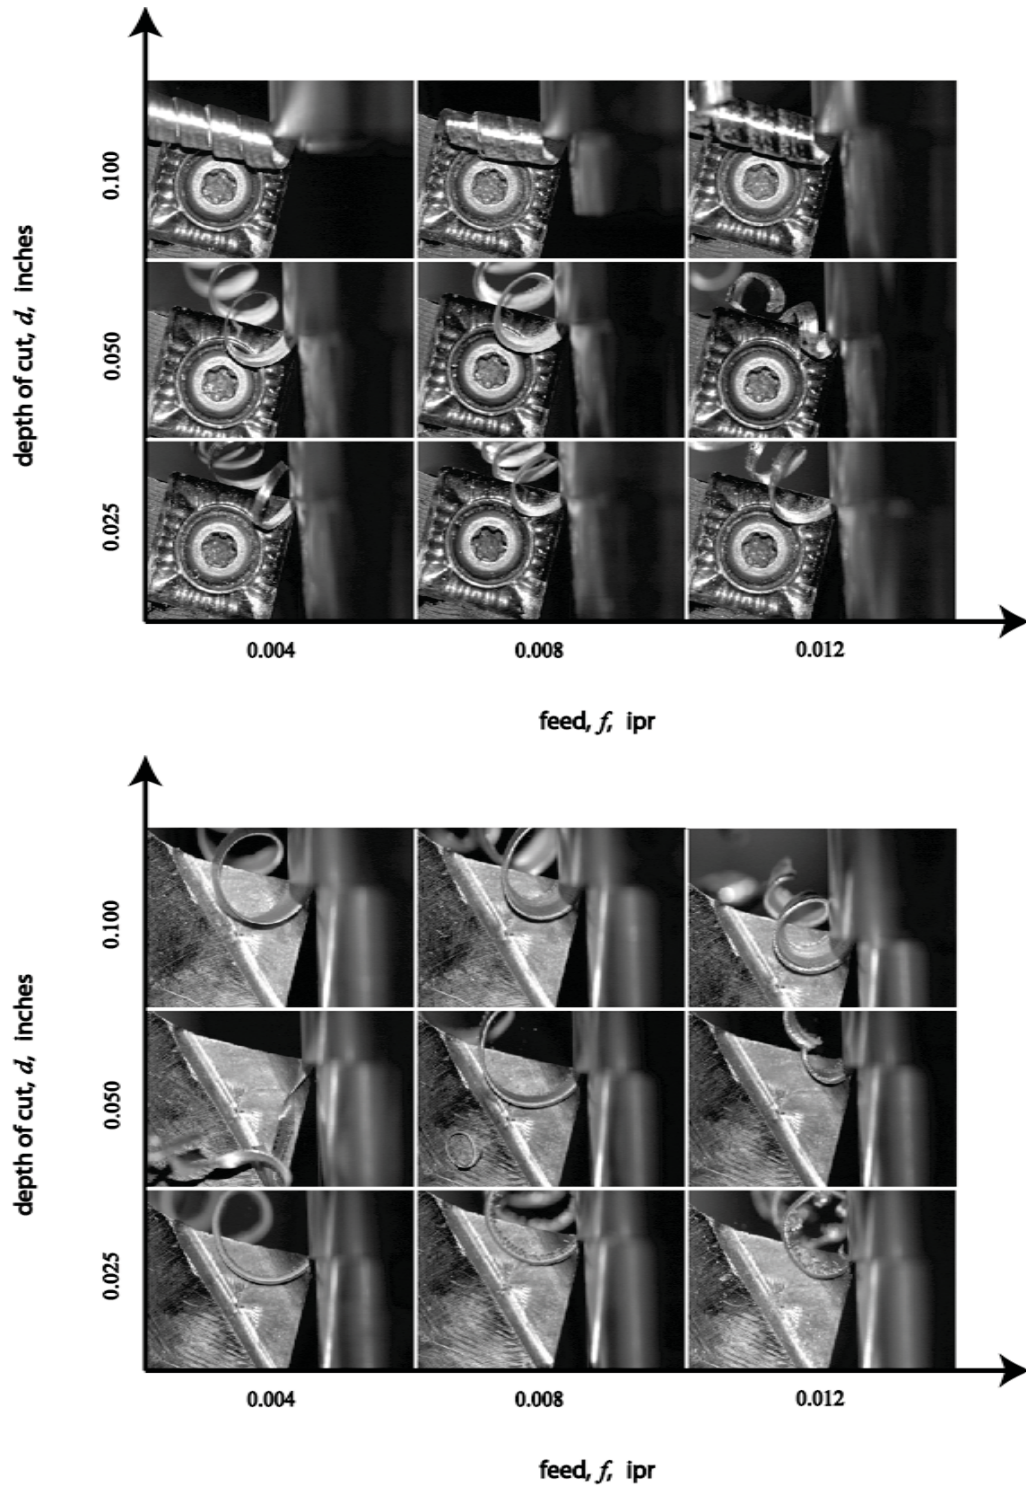 depth of cut, d, inches
0.100
0.050
0.025
0.004 0.008 0.012
feed, f, ipr
depth of cut, d, inches
0.100
0.050
0.025
0.004 0.008 0.012
feed, f, ipr